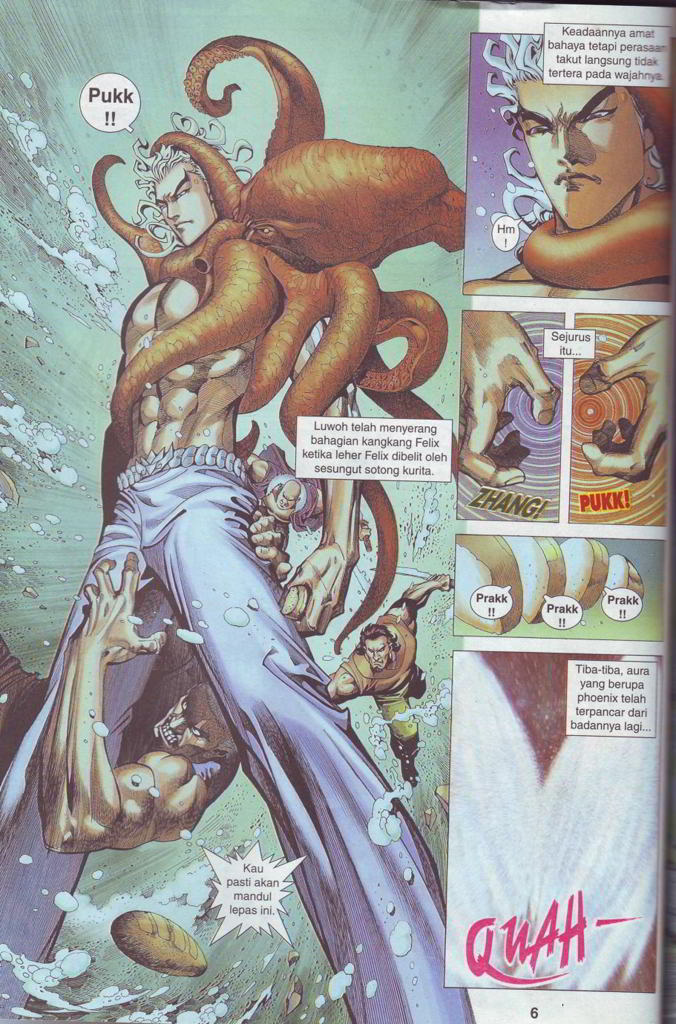 Pukk
!!
Luwoh telah menyerang
bahagian kangkang Felix
ketika leher Felix dibelit oleh
sesungut sotong kurita.
Kau
pasti akan
mandul
lepas ini.
Keadaannya amat
bahaya tetapi perasaan
takut langsung tidak
tertera pada wajahnya.
Hm
!
Sejurus
itu...
ZHANG!
PUKK!
Prakk
!!
Prakk
!!
Prakk
!!
Tiba-tiba, aura
yang berupa
phoenix telah
terpancar dari
badannya lagi...
QUAH—
6